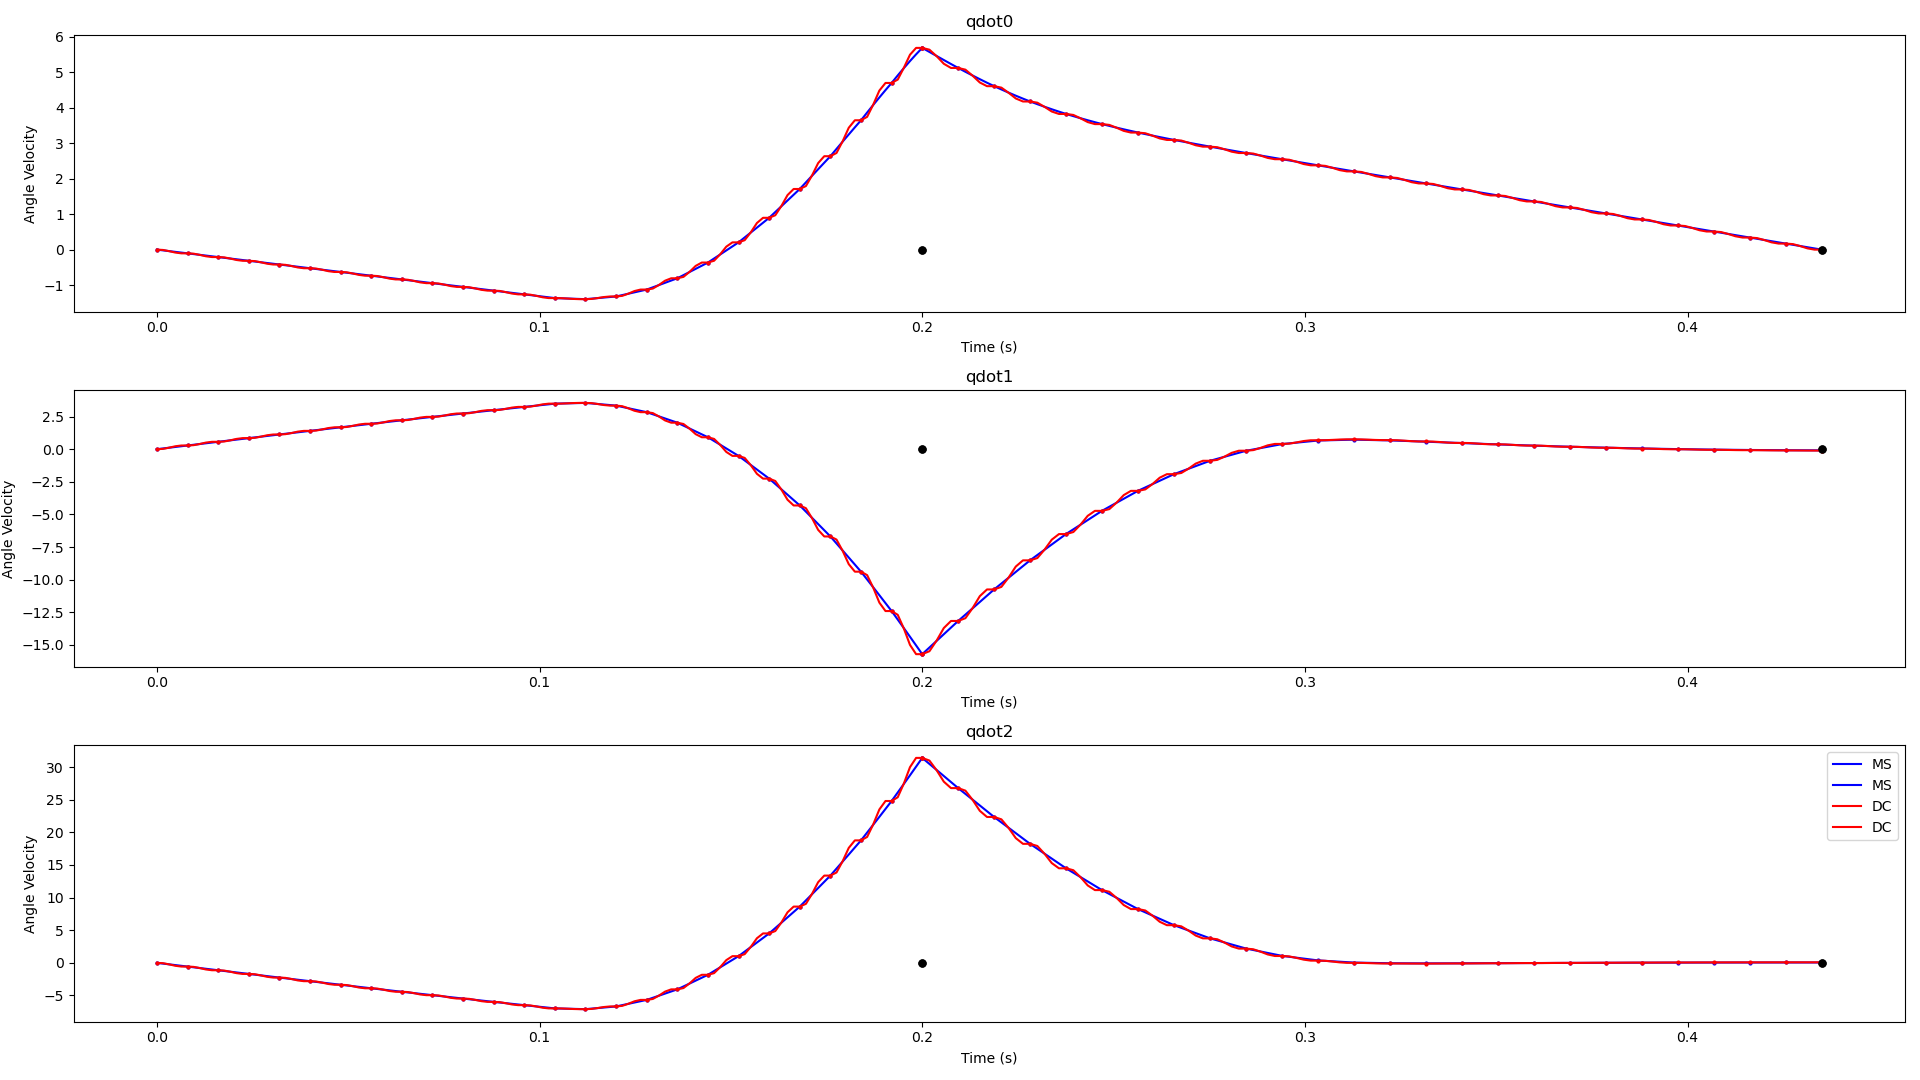 qdot0
6
5
4
3
2
1
0
−1
Angle Velocity
0.0 0.1 0.2 0.3 0.4
Time (s)
qdot1
2.5
0.0
−2.5
−5.0
−7.5
−10.0
−12.5
−15.0
Angle Velocity
0.0 0.1 0.2 0.3 0.4
Time (s)
qdot2
30
25
20
15
10
5
0
−5
Angle Velocity
MS
MS
DC
DC
0.0 0.1 0.2 0.3 0.4
Time (s)